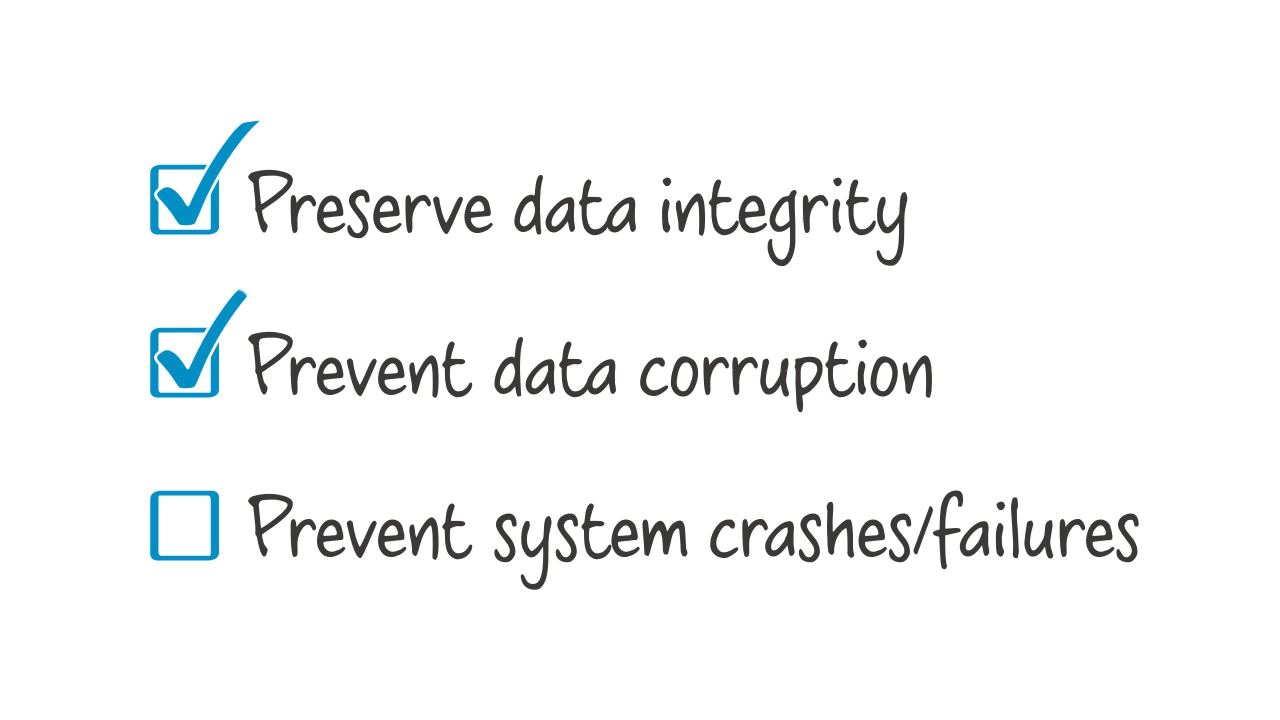 Preserve data integrity
Prevent data corruption
Prevent system crashes/failures